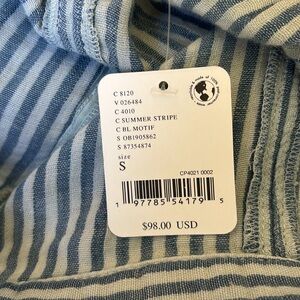 C 8120
V 026484
C 4010
C SUMMER STRIPE
C BL MOTIF
S OB1905862
S 87354874
size
S
CP4021 0002
1 97785 54179 5
$98.00 USD